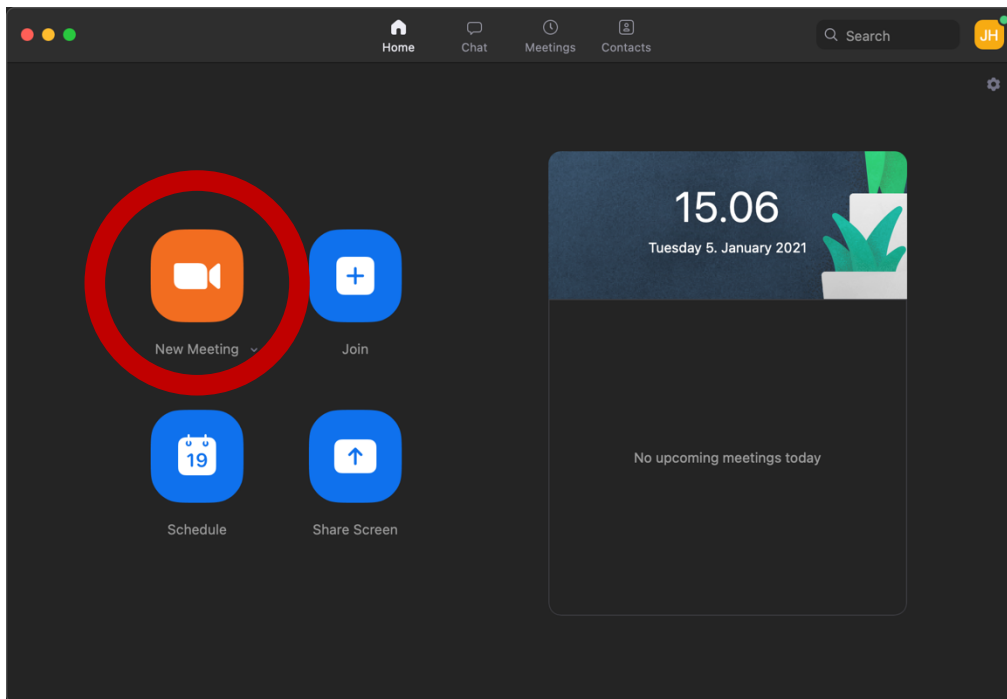 Home
Chat
Meetings
Contacts
Search
JH
15.06
Tuesday 5. January 2021
New Meeting
Join
19
Schedule
Share Screen
No upcoming meetings today